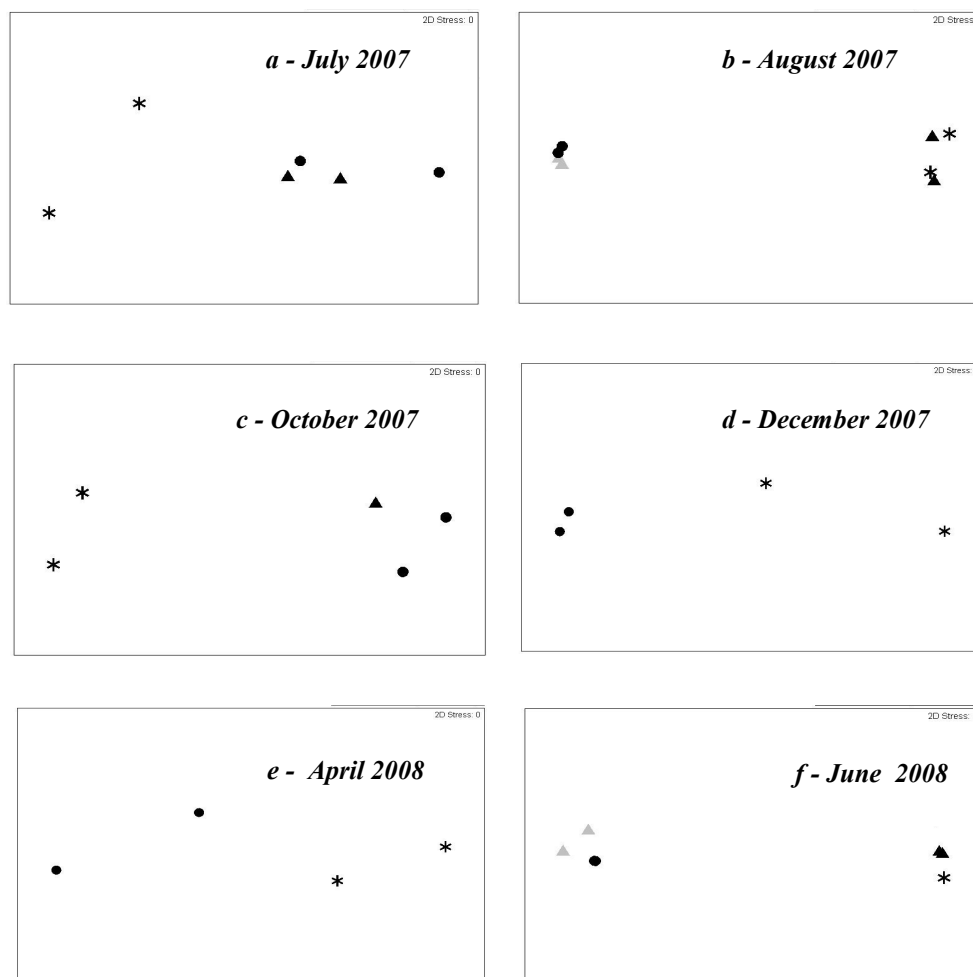 2D Stress: 0
a - July 2007
2D Stress:
b - August 2007
2D Stress: 0
c - October 2007
2D Stress:
d - December 2007
2D Stress: 0
e - April 2008
2D Stress:
f - June 2008